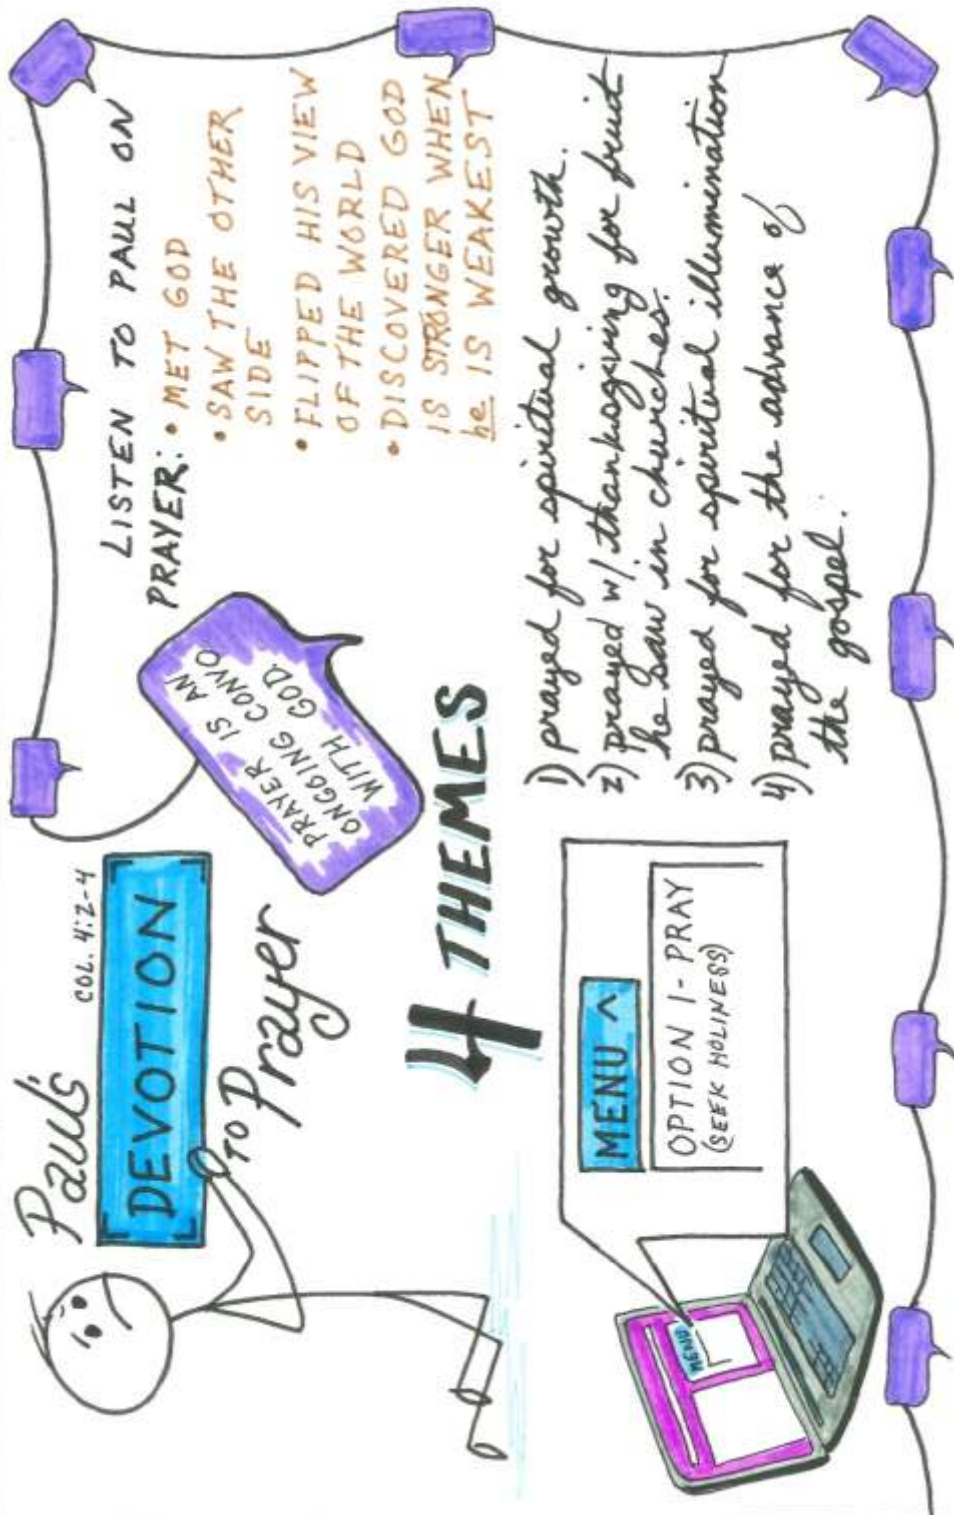 Paul's
COL. 4:2-4
DEVOTION
TO Prayer
PRAYER IS AN
ONGOING CONVO
WITH GOD.
LISTEN TO PAUL ON
PRAYER:
• MET GOD
• SAW THE OTHER
SIDE
• FLIPPED HIS VIEW
OF THE WORLD
• DISCOVERED GOD
IS STRONGER WHEN
he IS WEAKEST
4 THEMES
1) prayed for spiritual growth.
2) prayed w/ thanksgiving for fruit
he saw in churches.
3) prayed for spiritual illumination
4) prayed for the advance of
the gospel.
MENU ^
OPTION 1- PRAY
(SEEK HOLINESS)
MENU